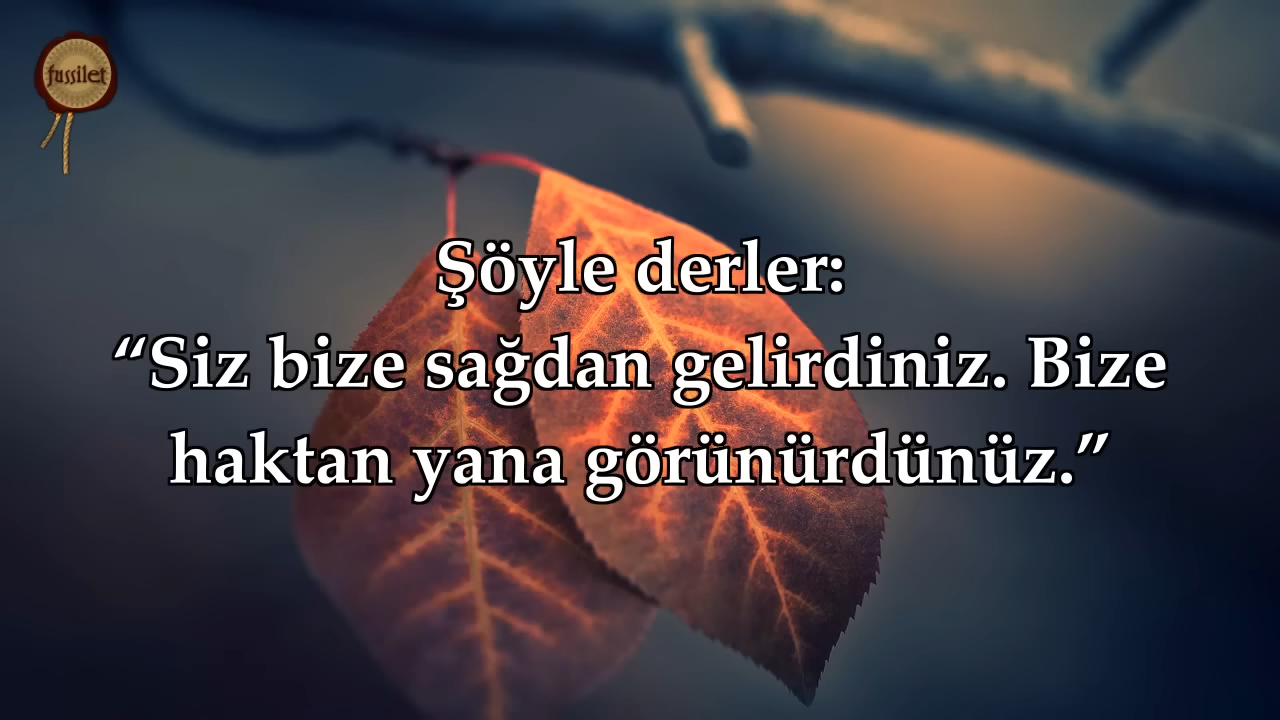 fussilet
Şöyle derler:
“Siz bize sağdan gelirdiniz. Bize
haktan yana görünürdünüz.”